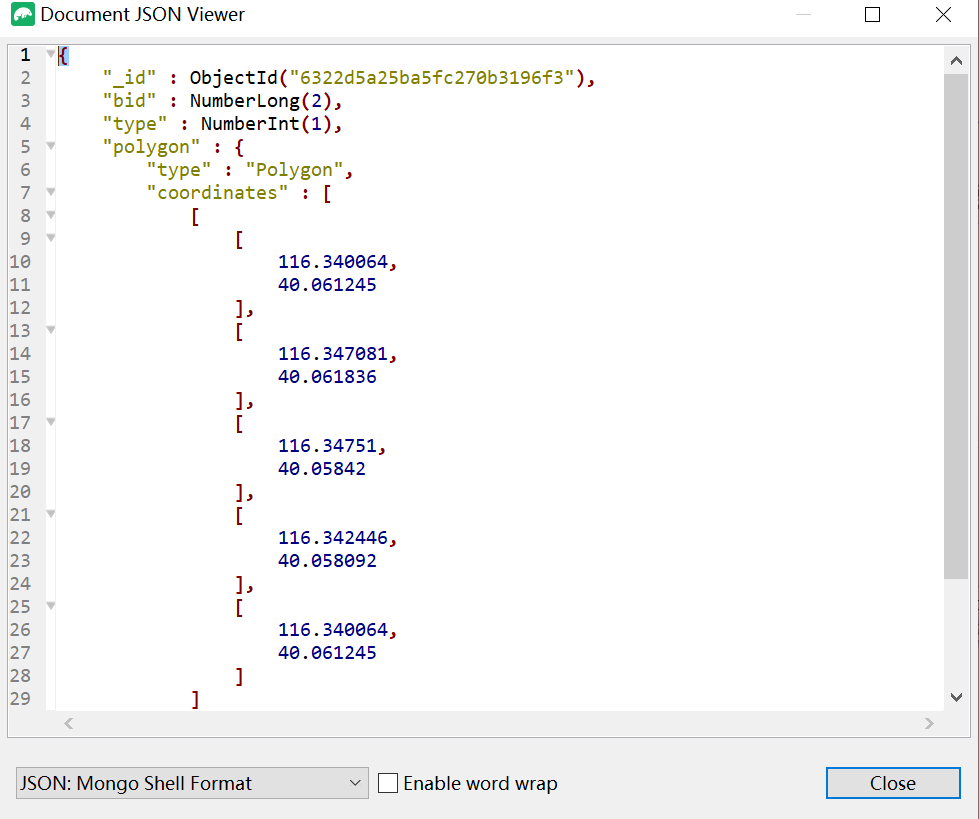 Document JSON Viewer
1 {
2 "_id" : ObjectId("6322d5a25ba5fc270b3196f3"),
3 "bid" : NumberLong(2),
4 "type" : NumberInt(1),
5 "polygon" : {
6 "type" : "Polygon",
7 "coordinates" : [
8 [
9 [
10 116.340064,
11 40.061245
12 ],
13 [
14 116.347081,
15 40.061836
16 ],
17 [
18 116.34751,
19 40.05842
20 ],
21 [
22 116.342446,
23 40.058092
24 ],
25 [
26 116.340064,
27 40.061245
28 ]
29 ]
JSON: Mongo Shell Format Enable word wrap Close